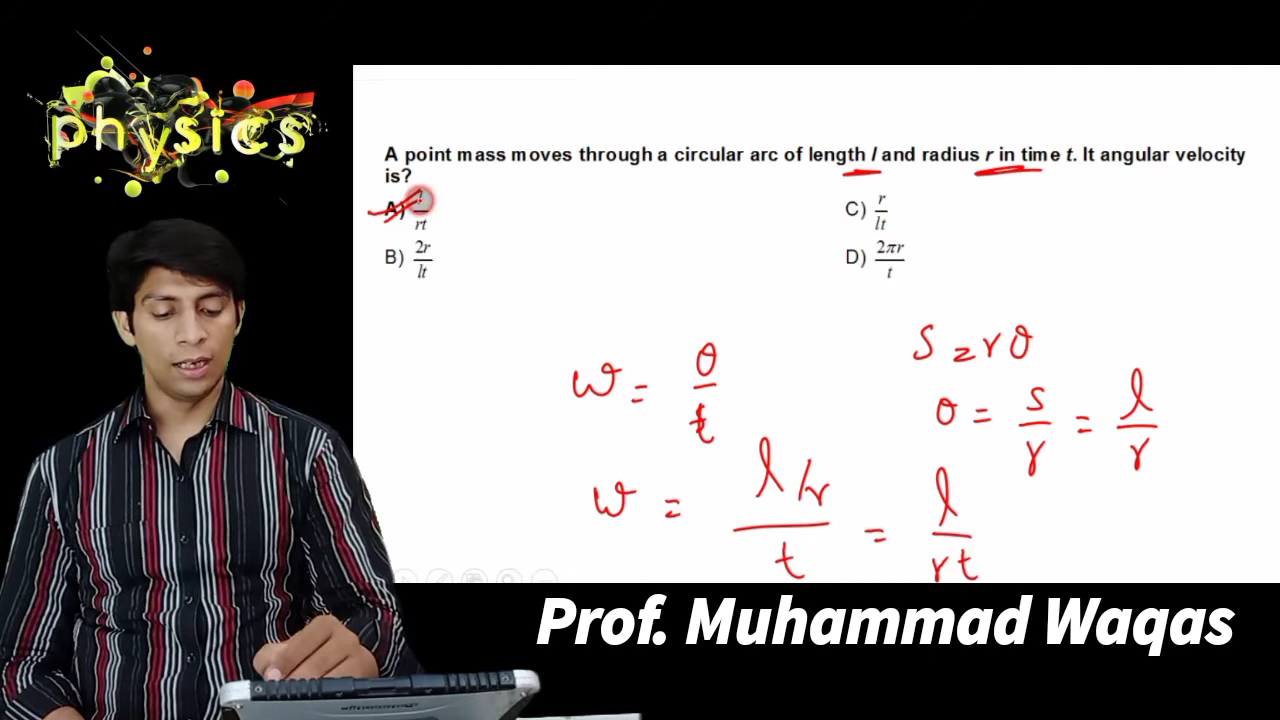 physics
A point mass moves through a circular arc of length l and radius r in time t. It angular velocity
is?
A) l/rt
C) r/lt
B) 2r/lt
D) 2πr/t
S = rθ
ω = θ/t
θ = s/r = l/r
ω = l/r / t = l/rt
Prof. Muhammad Waqas